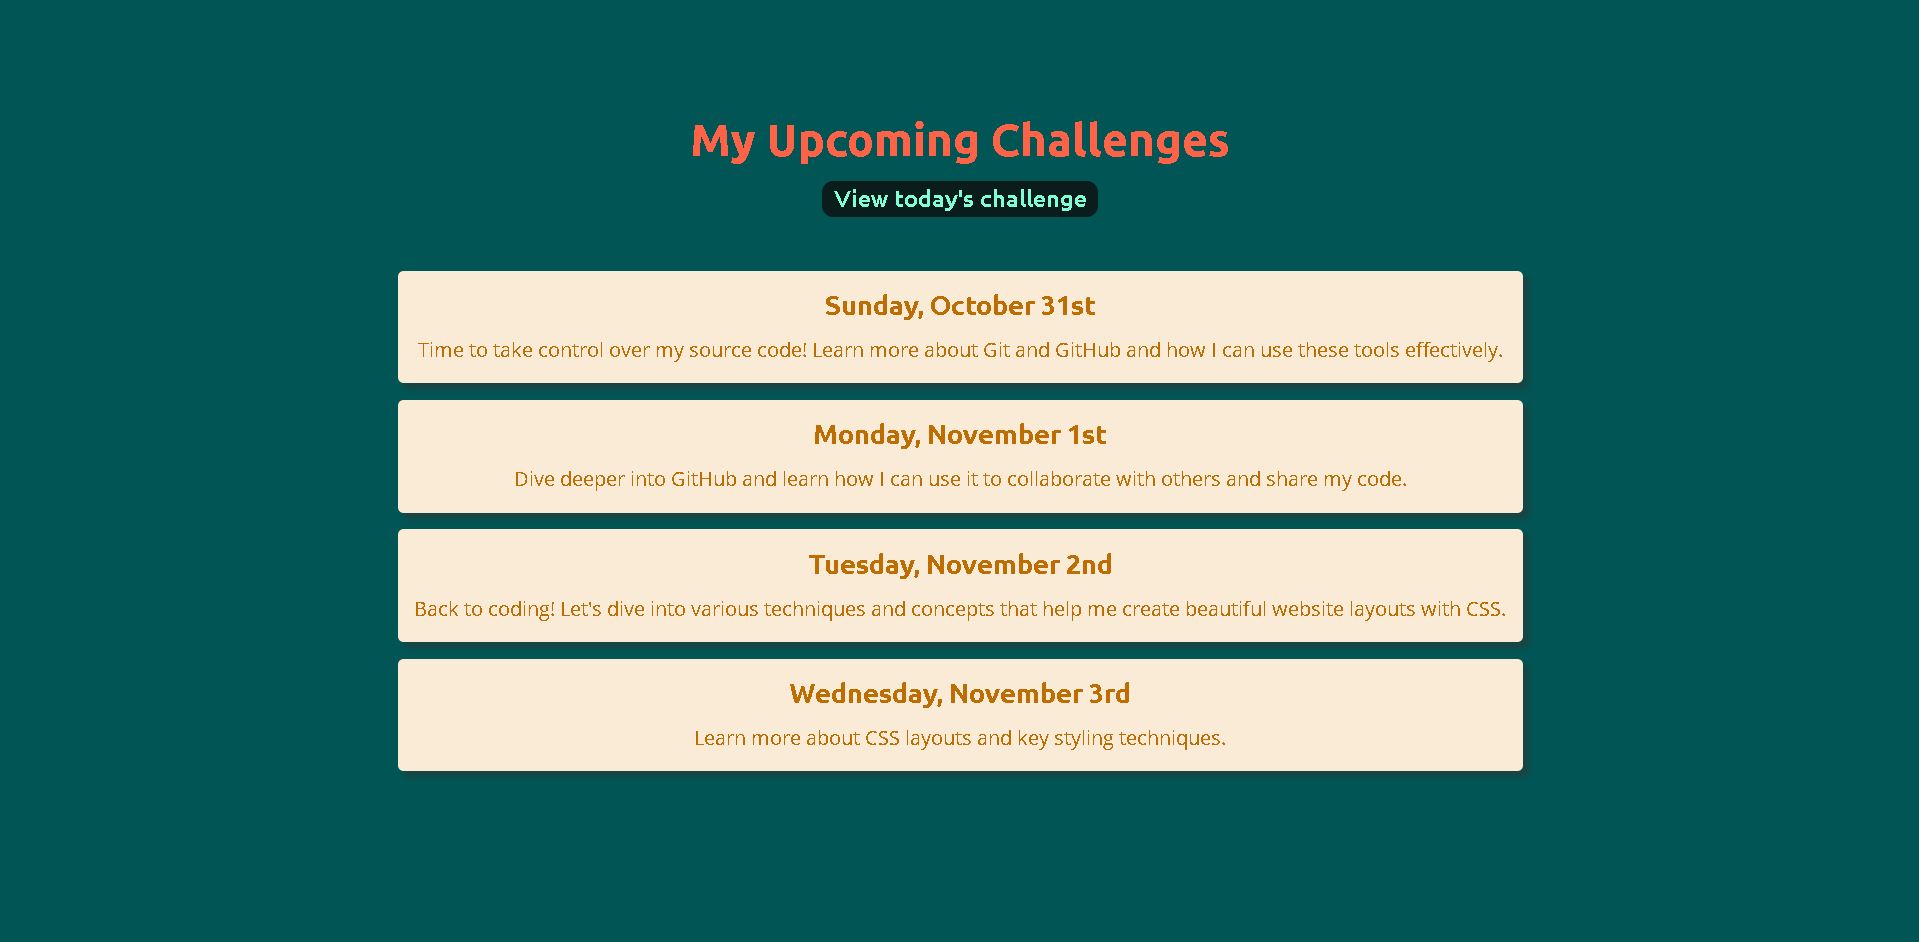 My Upcoming Challenges
View today's challenge
Sunday, October 31st
Time to take control over my source code! Learn more about Git and GitHub and how I can use these tools effectively.
Monday, November 1st
Dive deeper into GitHub and learn how I can use it to collaborate with others and share my code.
Tuesday, November 2nd
Back to coding! Let's dive into various techniques and concepts that help me create beautiful website layouts with CSS.
Wednesday, November 3rd
Learn more about CSS layouts and key styling techniques.